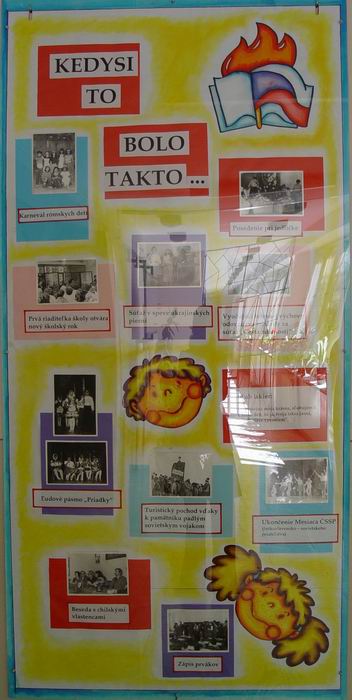 KEDYSI
TO
BOLO
TAKTO ...
Karneval rómskych detí
Posedenie pri jedličke
Prvá riaditeľka školy otvára
nový školský rok
Súťaž v speve ukrajinských
piesní
Ľudové pásmo „Priadky"
Turistický pochod vďaky
k pamätníku padlým
sovietskym vojakom
Ukončenie Mesiaca ČSSP
Beseda s chilskými
vlastencami
Zápis prvákov